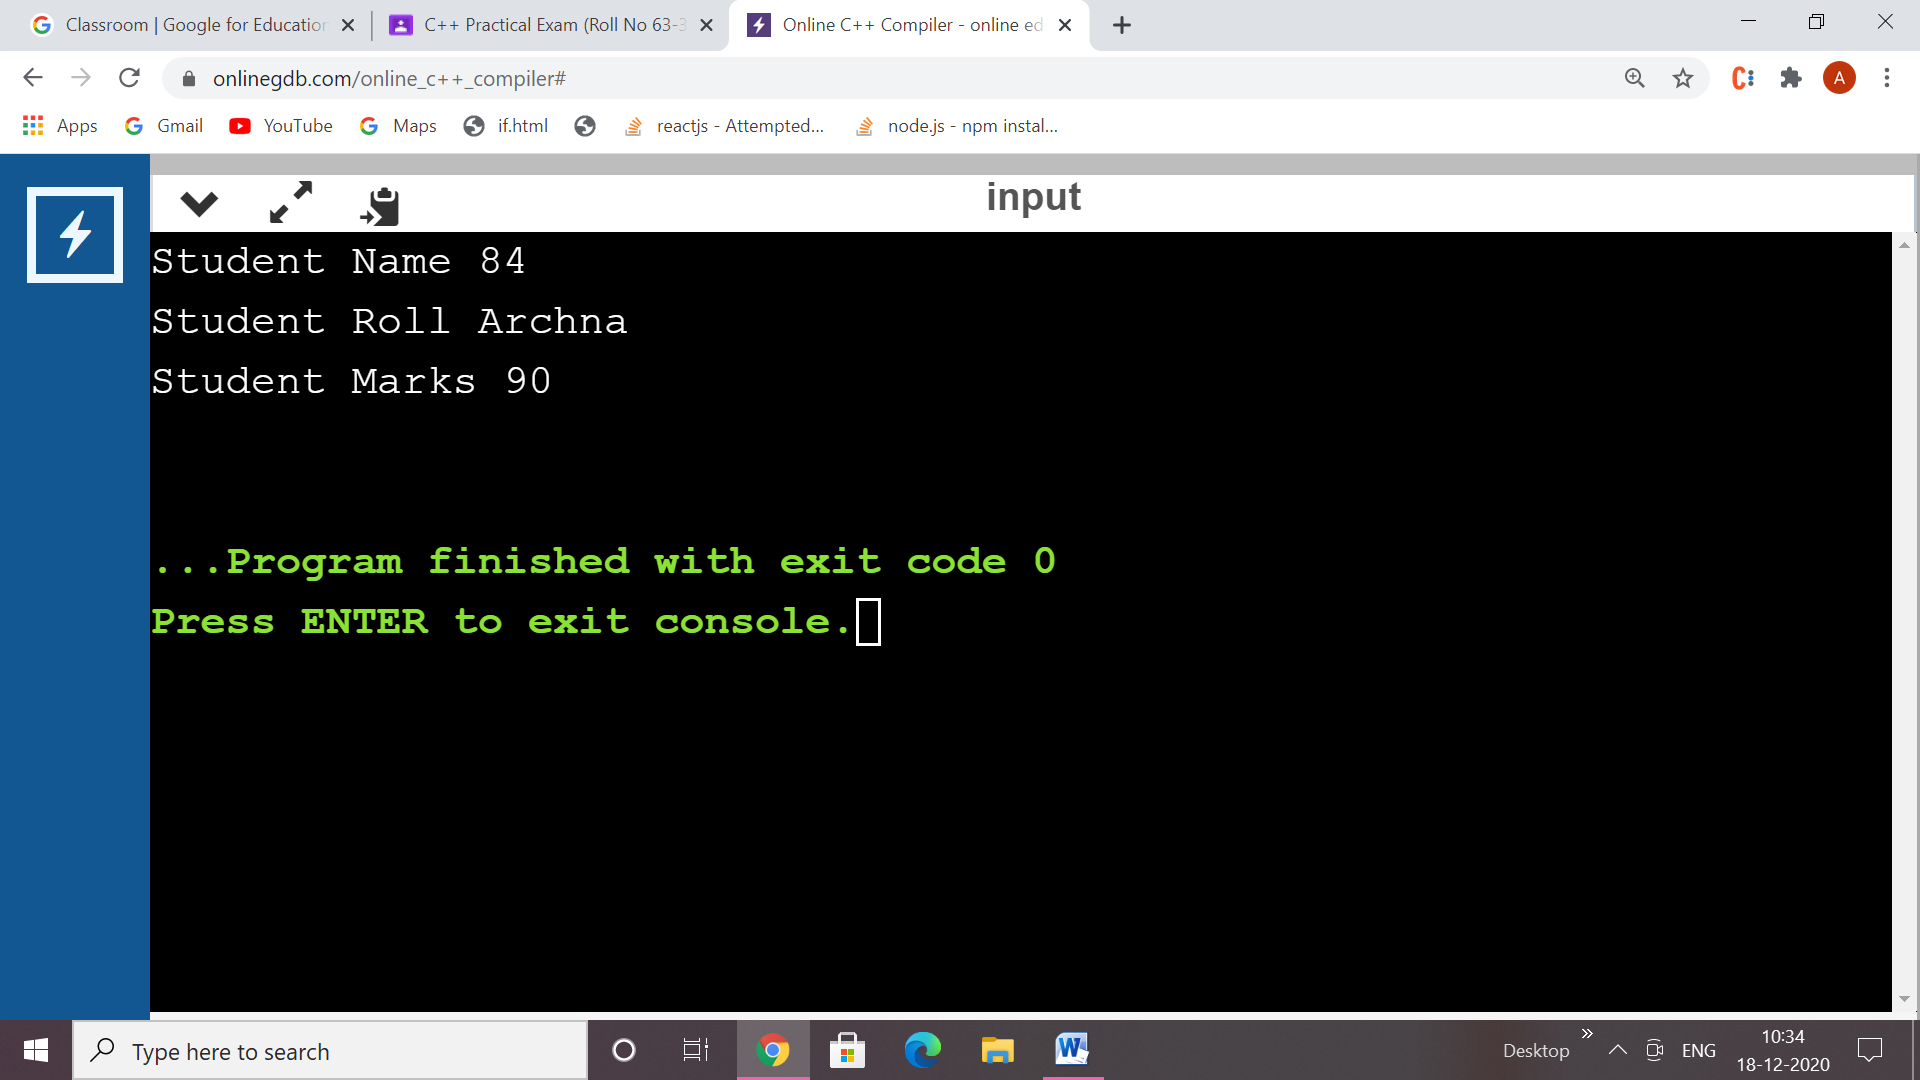 Classroom | Google for Education
C++ Practical Exam (Roll No 63-3
Online C++ Compiler - online ed
onlinegdb.com/online_c++_compiler#
A
Apps
Gmail
YouTube
Maps
if.html
reactjs - Attempted...
node.js - npm instal...
input
Student Name 84
Student Roll Archna
Student Marks 90
...Program finished with exit code 0
Press ENTER to exit console.
Type here to search
Desktop
ENG
10:34
18-12-2020